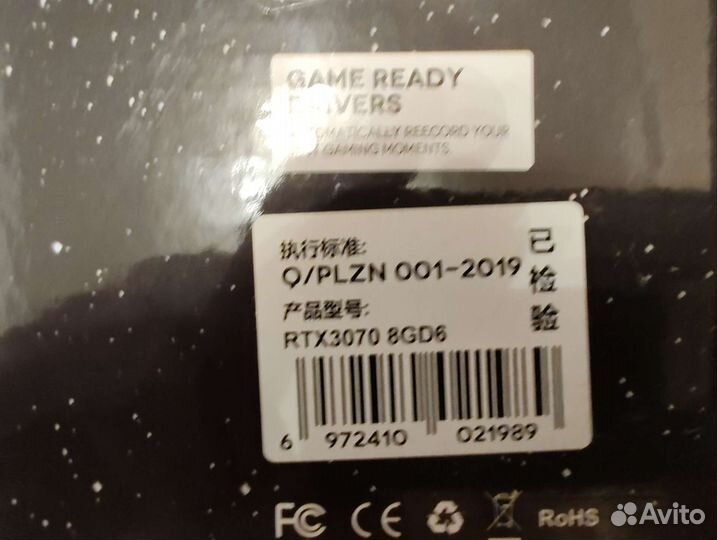 GAME READY
DRIVERS
AUTOMATICALLY REECORD YOUR
GAMING MOMENTS.
执行标准:
Q/PLZN 001-2019
产品型号:
RTX3070 8GD6
已检验
6 972410 021989
FC CE RoHS
Avito